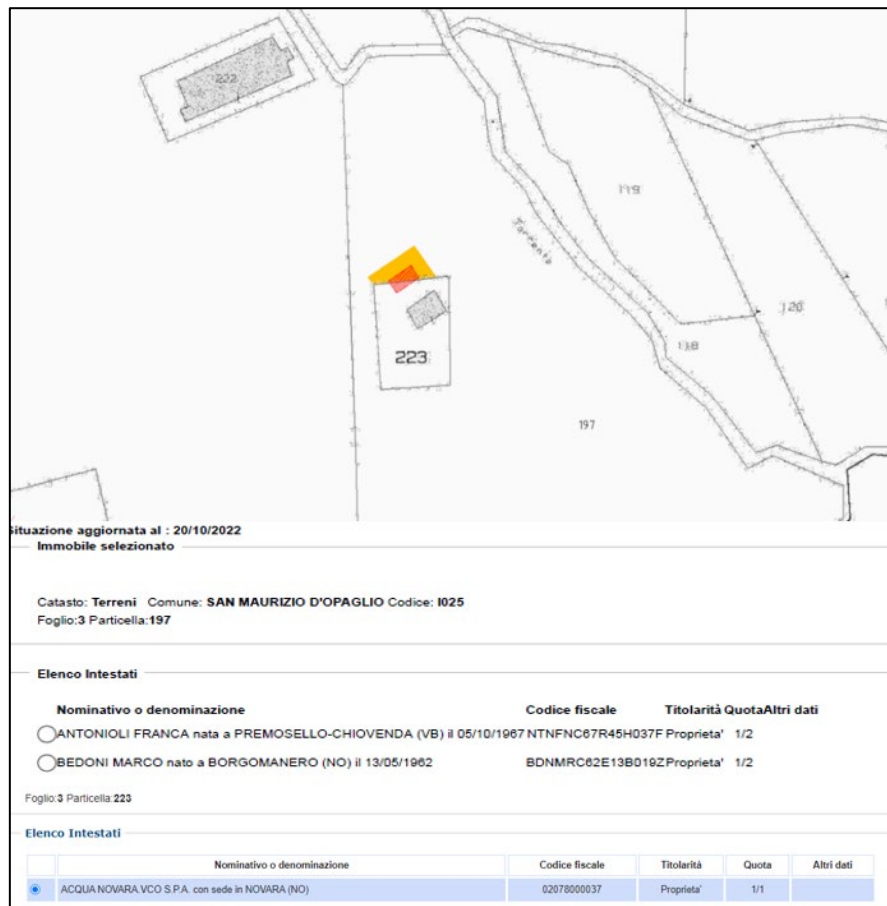 222
119
Torrente
120
118
223
197
Situazione aggiornata al : 20/10/2022
Immobile selezionato
Catasto: Terreni Comune: SAN MAURIZIO D'OPAGLIO Codice: I025
Foglio:3 Particella:197
Elenco Intestati
Nominativo o denominazione Codice fiscale Titolarità Quota Altri dati
ANTONIOLI FRANCA nata a PREMOSELLO-CHIOVENDA (VB) il 05/10/1967 NTNFNC67R45H037F Proprieta' 1/2
BEDONI MARCO nato a BORGOMANERO (NO) il 13/05/1962 BDNMRC62E13B019Z Proprieta' 1/2
Foglio:3 Particella:223
Elenco Intestati
Nominativo o denominazione Codice fiscale Titolarità Quota Altri dati
ACQUA NOVARA.VCO S.P.A. con sede in NOVARA (NO) 02078000037 Proprieta' 1/1